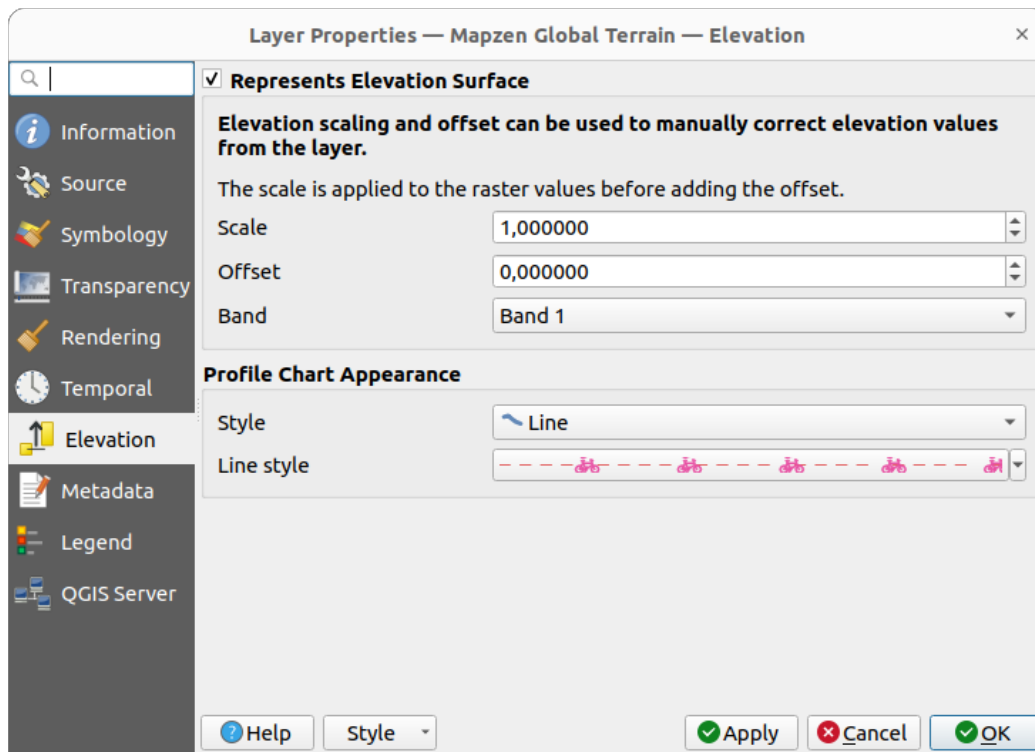 Layer Properties — Mapzen Global Terrain — Elevation
Information
Source
Symbology
Transparency
Rendering
Temporal
Elevation
Metadata
Legend
QGIS Server
Represents Elevation Surface
Elevation scaling and offset can be used to manually correct elevation values
from the layer.
The scale is applied to the raster values before adding the offset.
Scale 1,000000
Offset 0,000000
Band Band 1
Profile Chart Appearance
Style Line
Line style
Help Style Apply Cancel OK